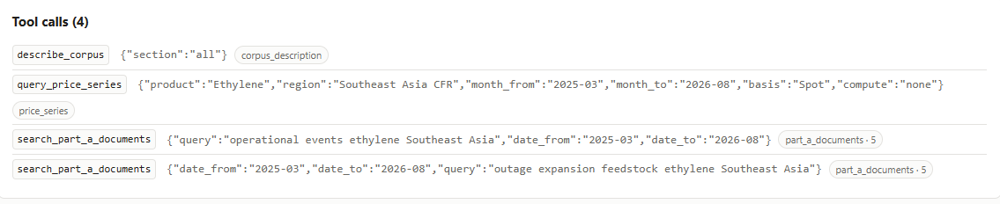 Tool calls (4)
describe_corpus {"section":"all"} corpus_description
query_price_series {"product":"Ethylene","region":"Southeast Asia CFR","month_from":"2025-03","month_to":"2026-08","basis":"Spot","compute":"none"}
price_series
search_part_a_documents {"query":"operational events ethylene Southeast Asia","date_from":"2025-03","date_to":"2026-08"} part_a_documents · 5
search_part_a_documents {"date_from":"2025-03","date_to":"2026-08","query":"outage expansion feedstock ethylene Southeast Asia"} part_a_documents · 5